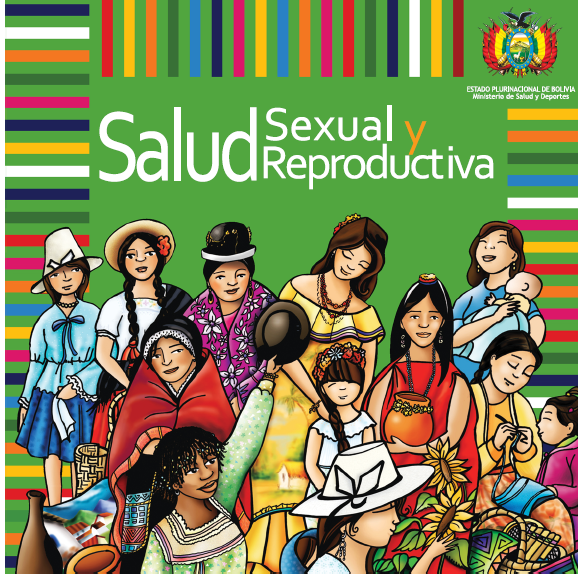 ESTADO PLURINACIONAL DE BOLIVIA
Ministerio de Salud y Deportes
Salud Sexual y
Reproductiva